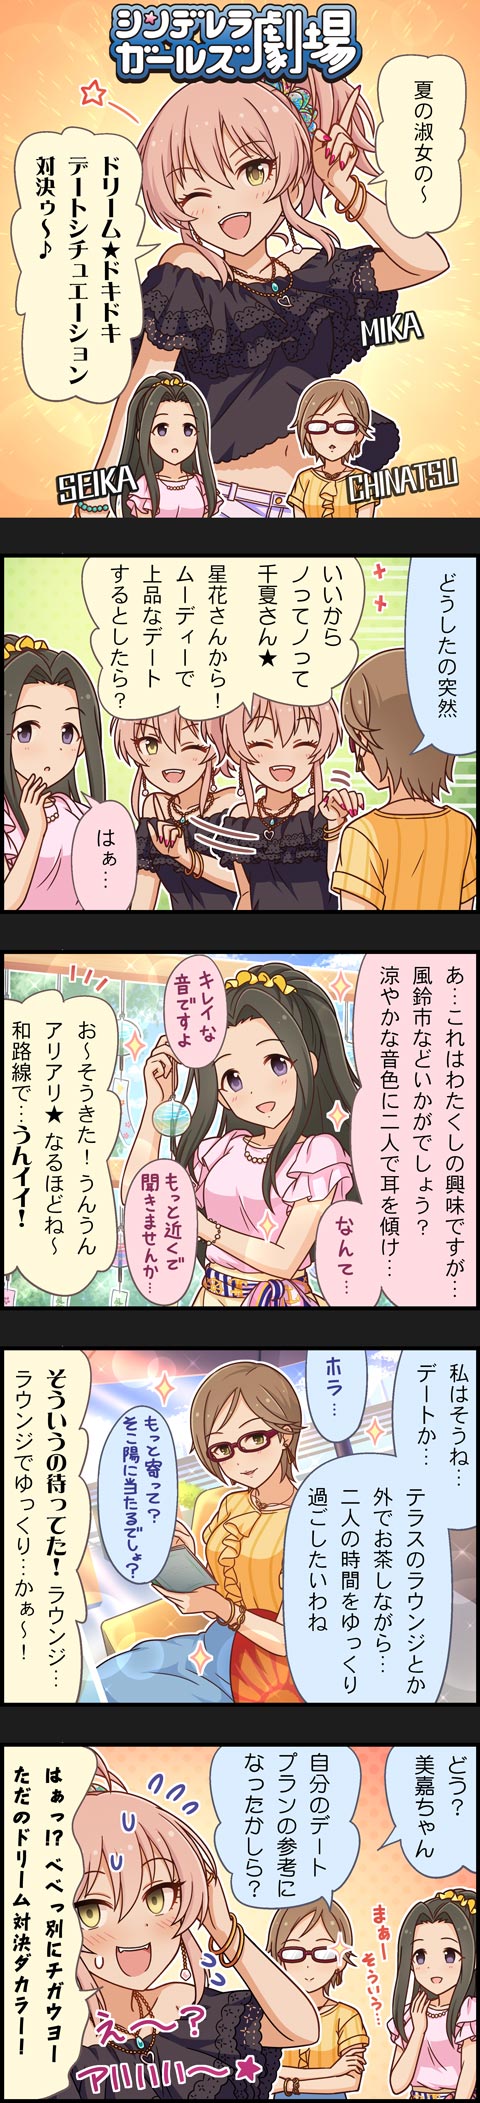 シンデレラ
ガールズ劇場
夏の淑女の～
ドリーム★ドキドキ
デートシチュエーション
対決ゥ～♪
MIKA
SEIKA
CHINATSU
どうしたの突然
いいから
ノってノって
千夏さん★
星花さんから！
ムーディーで
上品なデート
するとしたら？
はぁ…
あ…これはわたくしの興味ですが…
風鈴市などいかがでしょう？
涼やかな音色に二人で耳を傾け…
なんて…
キレイな
音ですよ
もっと近くで
聞きませんか…
お～そうきた！うんうん
アリアリ★なるほどね～
和路線で…うんイイ！
私はそうね…
デートか…
テラスのラウンジとか
外でお茶しながら…
二人の時間をゆっくり
過ごしたいわね
ホラ…
もっと寄って？
そこ陽に当たるでしょ？
そういうの待ってた！ラウンジ…
ラウンジでゆっくり…かぁ～！
どう？
美嘉ちゃん
自分のデート
プランの参考に
なったかしら？
まぁー
そういう…
はぁっ!?べべっ別にチガウヨー
ただのドリーム対決ダカラー！
え～？
アハハハ～★